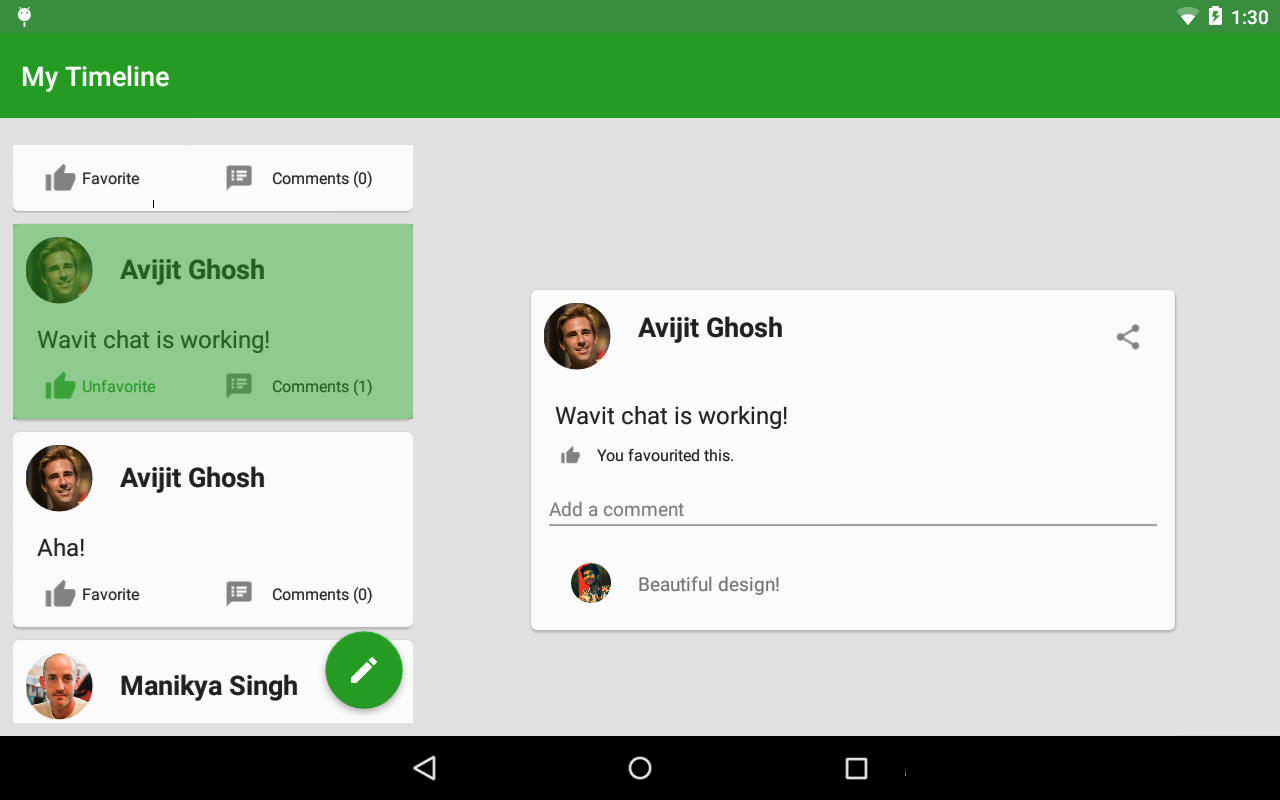 1:30
My Timeline
Favorite Comments (0)
Avijit Ghosh
Wavit chat is working!
Unfavorite Comments (1)
Avijit Ghosh
Aha!
Favorite Comments (0)
Manikya Singh
Avijit Ghosh
Wavit chat is working!
You favourited this.
Add a comment
Beautiful design!